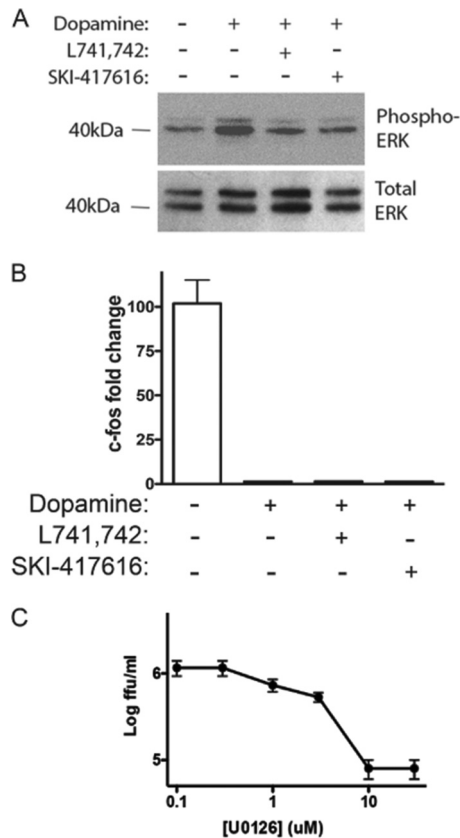 A
Dopamine: - + + +
L741,742: - - + -
SKI-417616: - - - +
40kDa
Phospho-
ERK
40kDa
Total
ERK
B
c-fos fold change
100
75
50
25
0
Dopamine: - + + +
L741,742: - - + -
SKI-417616: - - - +
C
Log ffu/ml
6
5
0.1 1 10
[U0126] (uM)